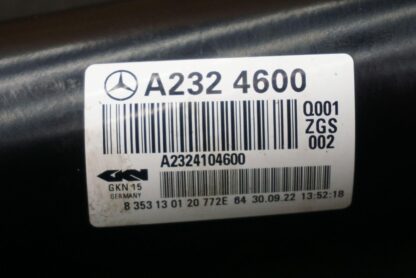 A232 4600
Q001
ZGS
002
A2324104600
GKN
GKN 15
GERMANY
8 353 13 01 20 772E 64 30.09.22 13:52:18